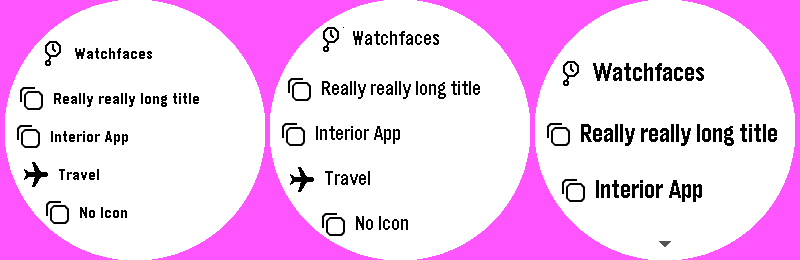 Watchfaces
Really really long title
Interior App
Travel
No Icon
Watchfaces
Really really long title
Interior App
Travel
No Icon
Watchfaces
Really really long title
Interior App